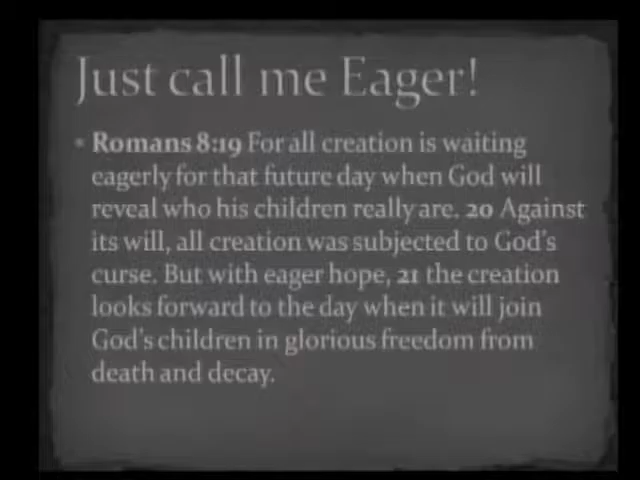 Just call me Eager!
Romans 8:19 For all creation is waiting
eagerly for that future day when God will
reveal who his children really are. 20 Against
its will, all creation was subjected to God's
curse. But with eager hope, 21 the creation
looks forward to the day when it will join
God's children in glorious freedom from
death and decay.